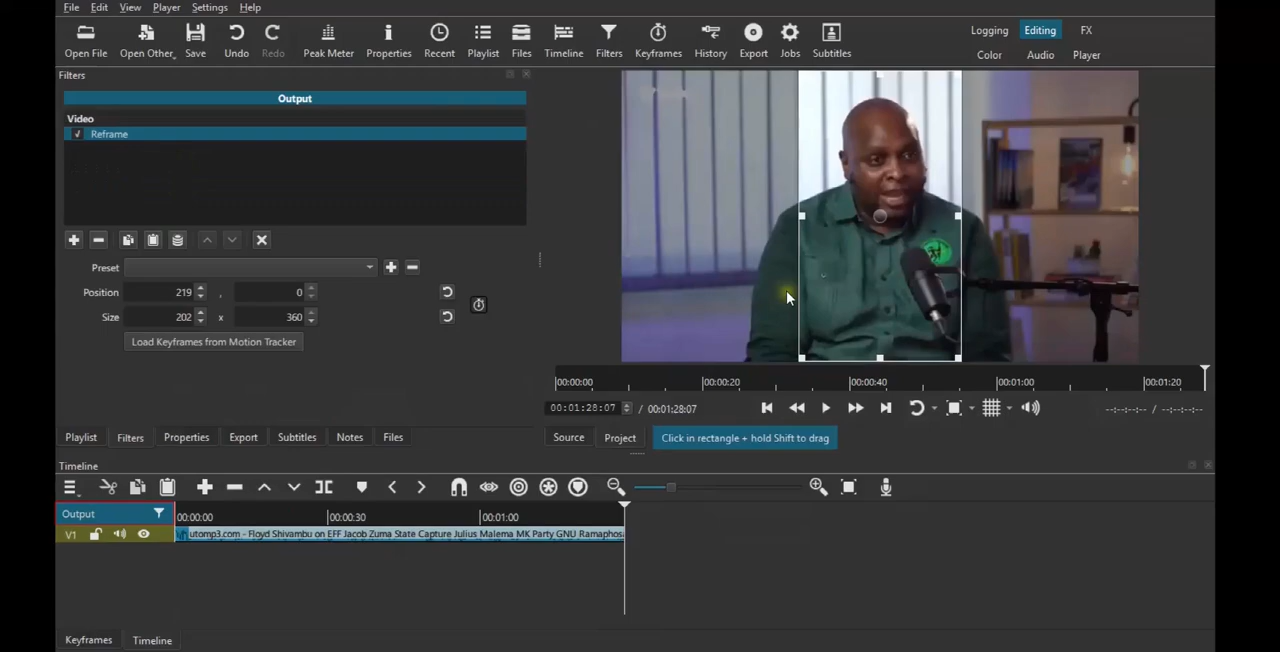 File Edit View Player Settings Help
Open File Open Other Save Undo Redo Peak Meter Properties Recent Playlist Files Timeline Filters Keyframes History Export Jobs Subtitles
Logging Editing FX
Color Audio Player
Filters
Output
Video
Reframe
Preset
Position 219 , 0
Size 202 x 360
Load Keyframes from Motion Tracker
00:00:00 00:00:20 00:00:40 00:01:00 00:01:20
00:01:28:07 / 00:01:28:07 --:--:--:-- / --:--:--:--
Playlist Filters Properties Export Subtitles Notes Files
Source Project Click in rectangle + hold Shift to drag
Timeline
Output 00:00:00 00:00:30 00:01:00
V1 utomp3.com - Floyd Shivambu on EFF Jacob Zuma State Capture Julius Malema MK Party GNU Ramaphos
Keyframes Timeline